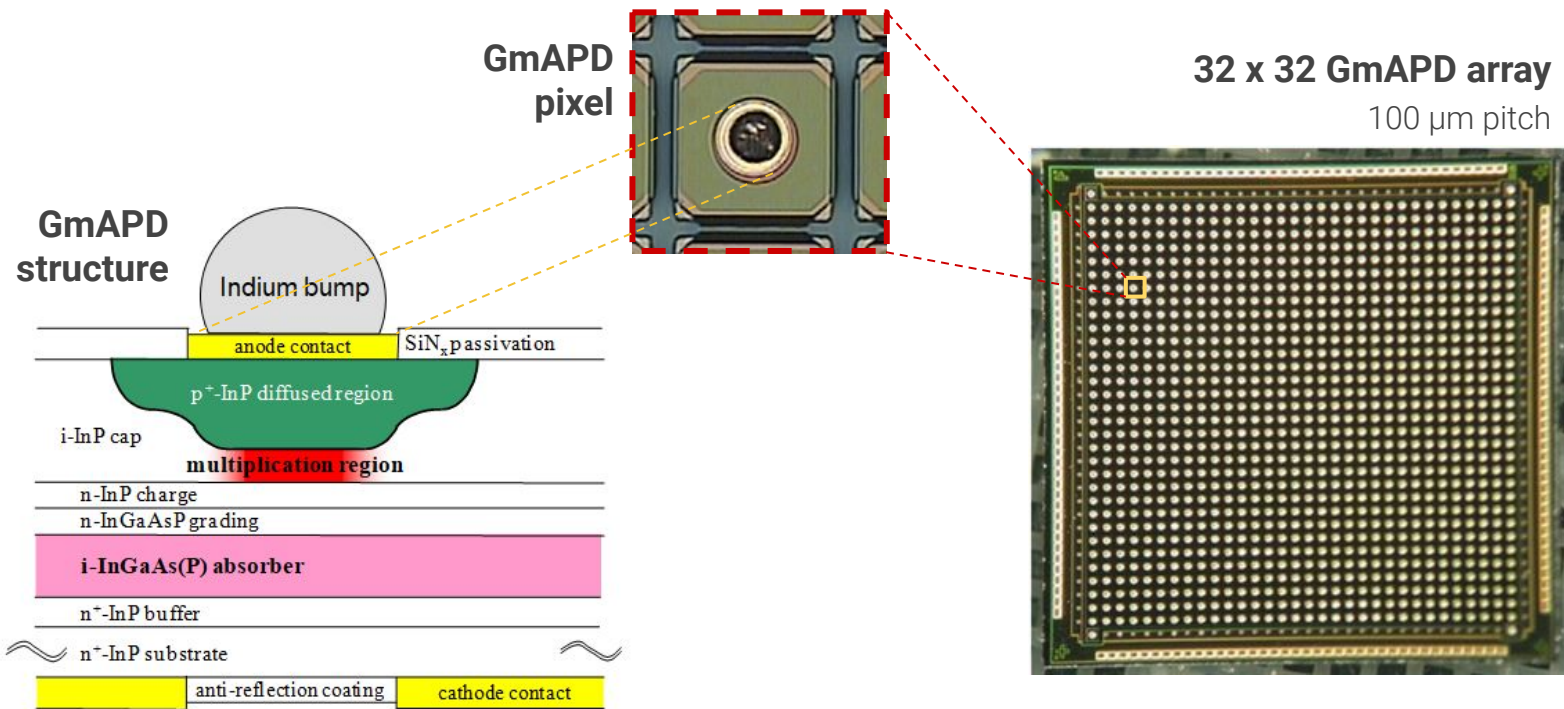 GmAPD
pixel
32 x 32 GmAPD array
100 µm pitch
GmAPD
structure
Indium bump
anode contact
SiNₓ passivation
p⁺-InP diffused region
i-InP cap
multiplication region
n-InP charge
n-InGaAsP grading
i-InGaAs(P) absorber
n⁺-InP buffer
n⁺-InP substrate
anti-reflection coating
cathode contact